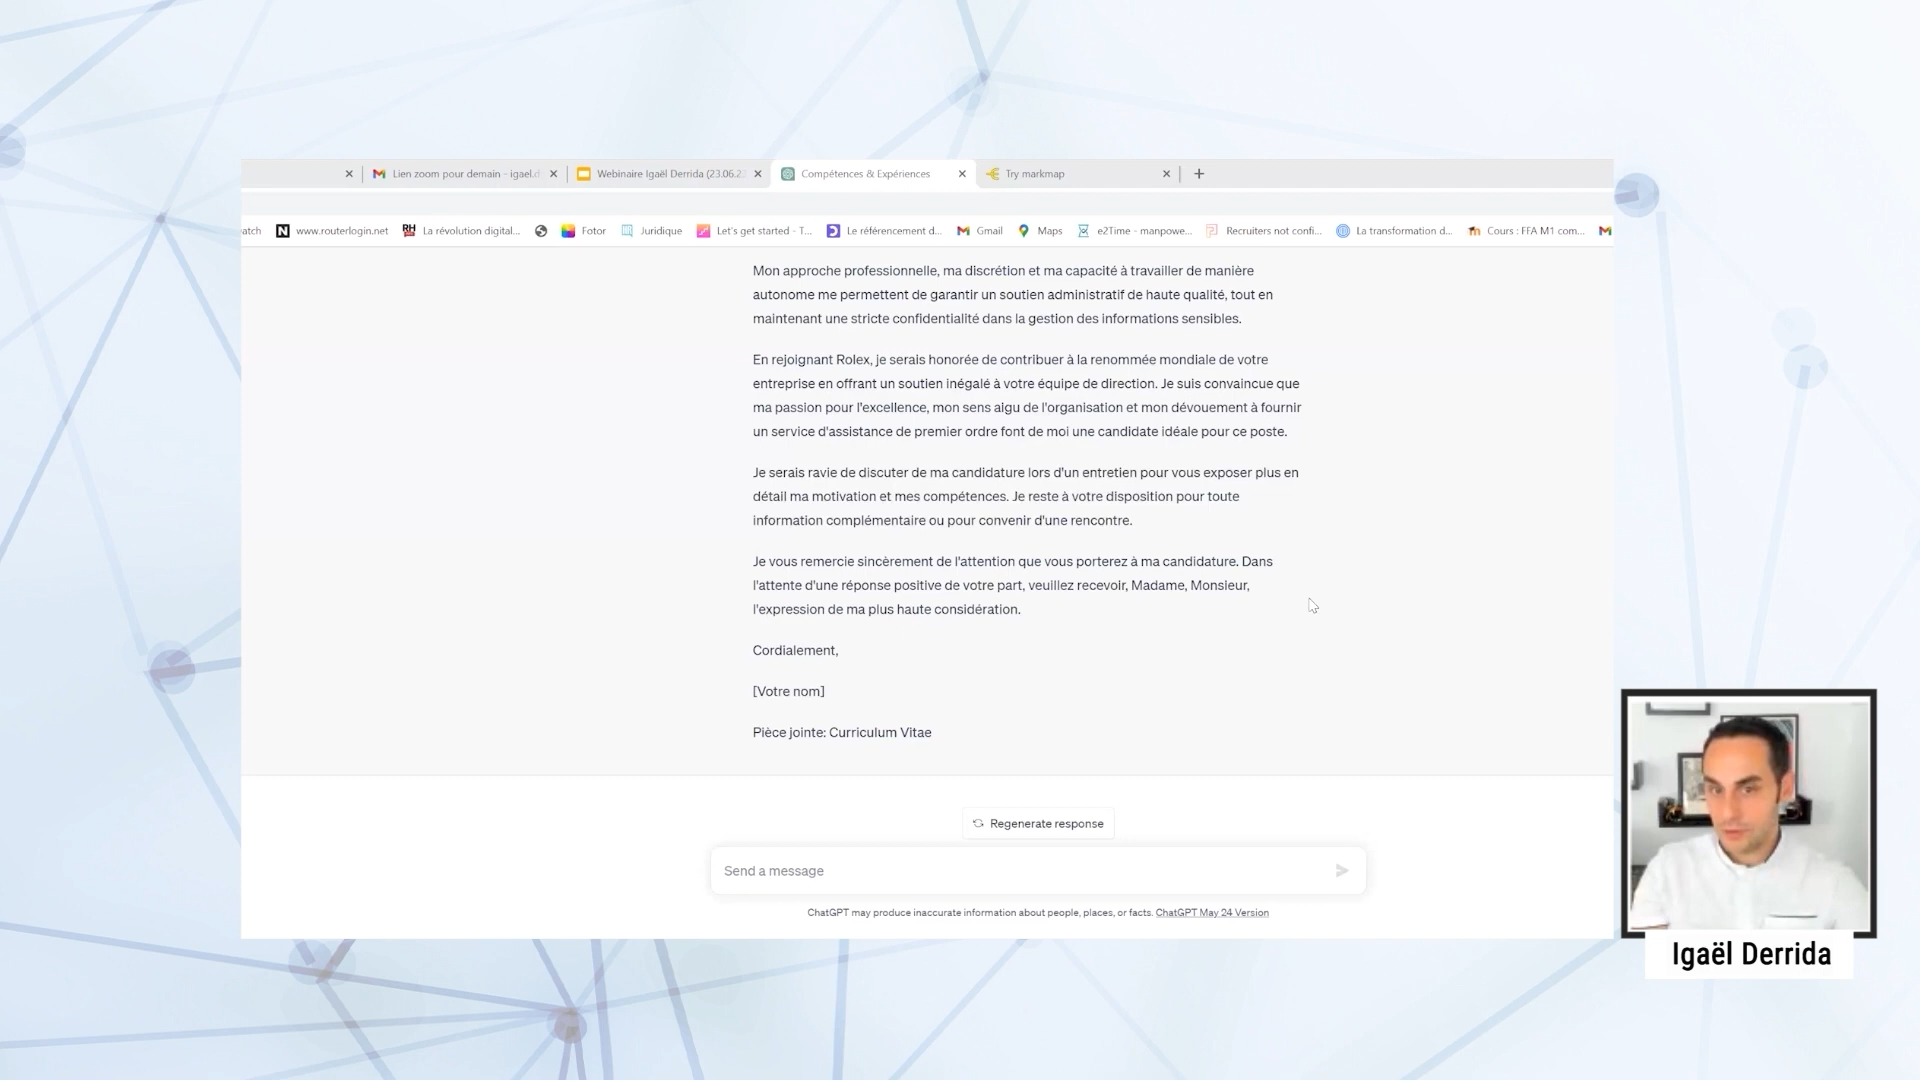 Lien zoom pour demain - igael.d
Webinaire Igaël Derrida (23.06.23
Compétences & Expériences
Try markmap
atch
www.routerlogin.net
RH
La révolution digital...
Fotor
Juridique
Let's get started - T...
Le référencement d...
Gmail
Maps
e2Time - manpowe...
Recruiters not confi...
La transformation d...
Cours : FFA M1 com...
Mon approche professionnelle, ma discrétion et ma capacité à travailler de manière
autonome me permettent de garantir un soutien administratif de haute qualité, tout en
maintenant une stricte confidentialité dans la gestion des informations sensibles.
En rejoignant Rolex, je serais honorée de contribuer à la renommée mondiale de votre
entreprise en offrant un soutien inégalé à votre équipe de direction. Je suis convaincue que
ma passion pour l'excellence, mon sens aigu de l'organisation et mon dévouement à fournir
un service d'assistance de premier ordre font de moi une candidate idéale pour ce poste.
Je serais ravie de discuter de ma candidature lors d'un entretien pour vous exposer plus en
détail ma motivation et mes compétences. Je reste à votre disposition pour toute
information complémentaire ou pour convenir d'une rencontre.
Je vous remercie sincèrement de l'attention que vous porterez à ma candidature. Dans
l'attente d'une réponse positive de votre part, veuillez recevoir, Madame, Monsieur,
l'expression de ma plus haute considération.
Cordialement,
[Votre nom]
Pièce jointe: Curriculum Vitae
Regenerate response
Send a message
ChatGPT may produce inaccurate information about people, places, or facts. ChatGPT May 24 Version
Igaël Derrida